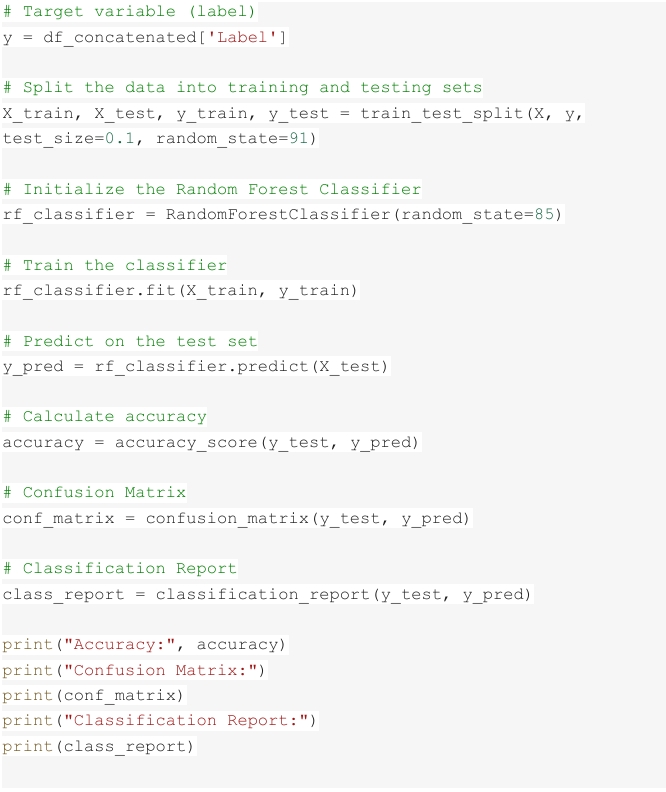 # Target variable (label)
y = df_concatenated['Label']
# Split the data into training and testing sets
X_train, X_test, y_train, y_test = train_test_split(X, y,
test_size=0.1, random_state=91)
# Initialize the Random Forest Classifier
rf_classifier = RandomForestClassifier(random_state=85)
# Train the classifier
rf_classifier.fit(X_train, y_train)
# Predict on the test set
y_pred = rf_classifier.predict(X_test)
# Calculate accuracy
accuracy = accuracy_score(y_test, y_pred)
# Confusion Matrix
conf_matrix = confusion_matrix(y_test, y_pred)
# Classification Report
class_report = classification_report(y_test, y_pred)
print("Accuracy:", accuracy)
print("Confusion Matrix:")
print(conf_matrix)
print("Classification Report:")
print(class_report)